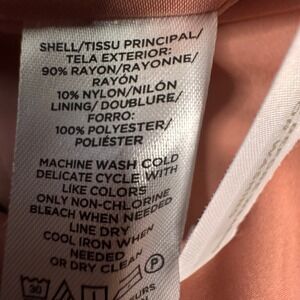 SHELL/TISSU PRINCIPAL/
TELA EXTERIOR:
90% RAYON/RAYONNE/
RAYÓN
10% NYLON/NILÓN
LINING/ DOUBLURE/
FORRO:
100% POLYESTER/
POLIÉSTER
MACHINE WASH COLD
DELICATE CYCLE WITH
LIKE COLORS
ONLY NON-CHLORINE
BLEACH WHEN NEEDED
LINE DRY
COOL IRON WHEN
NEEDED
OR DRY CLEAN
30
P